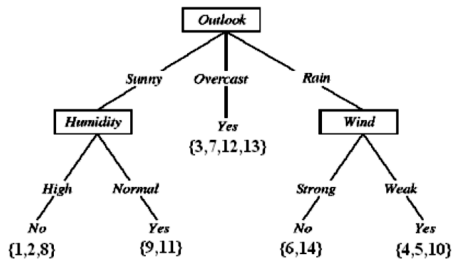 Outlook
Sunny Overcast Rain
Humidity Yes Wind
{3,7,12,13}
High Normal Strong Weak
No Yes No Yes
{1,2,8} {9,11} {6,14} {4,5,10}